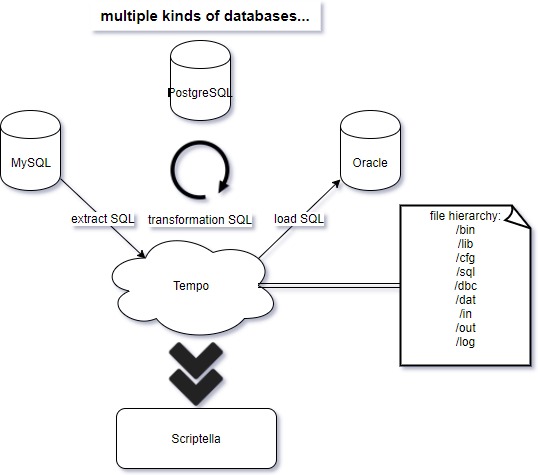 multiple kinds of databases...
PostgreSQL
MySQL
Oracle
extract SQL
transformation SQL
load SQL
Tempo
file hierarchy:
/bin
/lib
/cfg
/sql
/dbc
/dat
/in
/out
/log
Scriptella